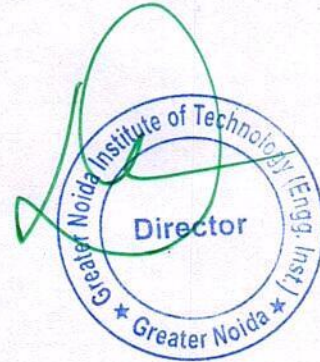 Greater Noida Institute of Technology (Engg. Inst.)
Director
★ Greater Noida ★